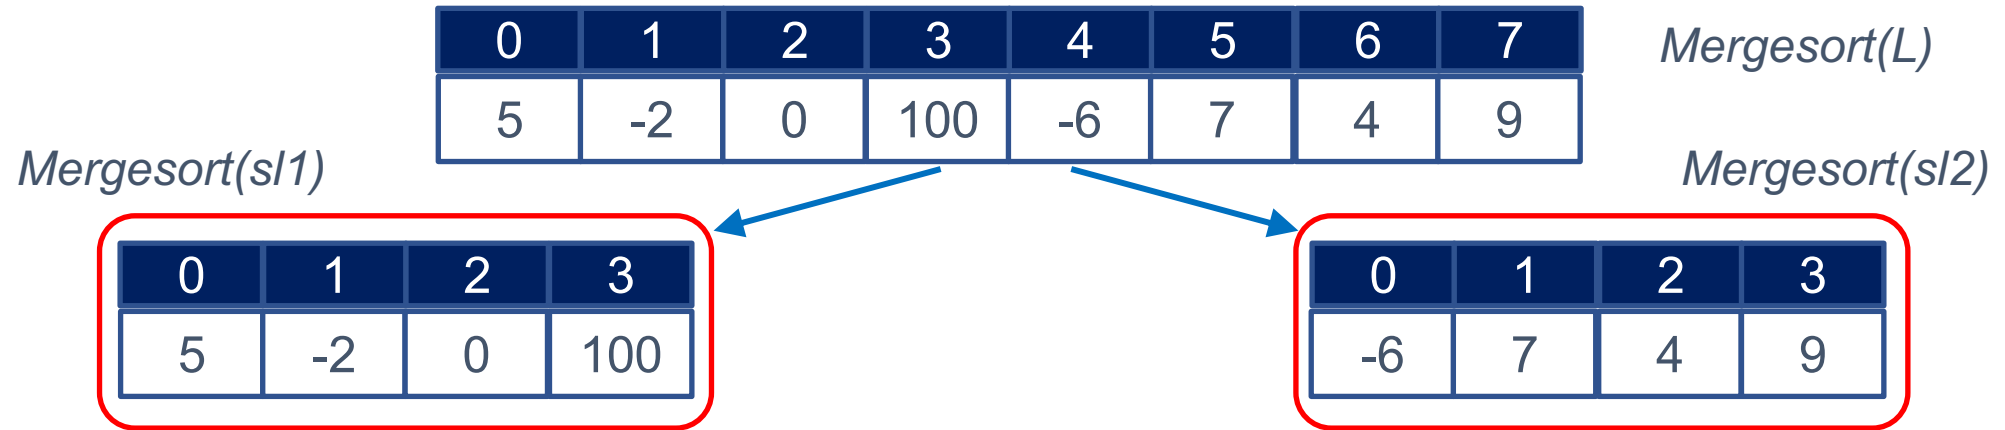 0 1 2 3 4 5 6 7
Mergesort(L)
5 -2 0 100 -6 7 4 9
Mergesort(sl1)
Mergesort(sl2)
0 1 2 3
5 -2 0 100
0 1 2 3
-6 7 4 9